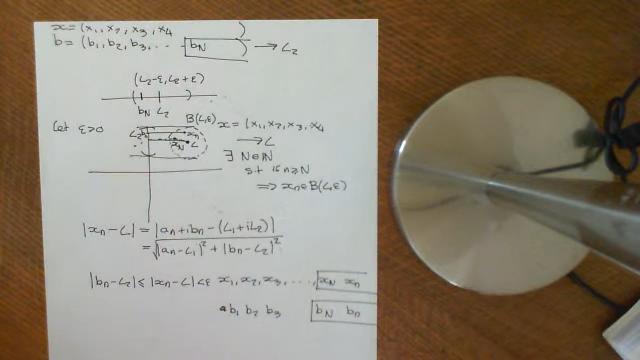 x = (x₁, x₂, x₃, x₄ )
b = (b₁, b₂, b₃, .. bN ) → L₂
(L₂-ε, L₂+ε)
bN L₂
Let ε>0
B(L,ε) x = (x₁, x₂, x₃, x₄
→ L
∃ N∈ℕ
s.t if n≥N
⇒ xn∈B(L,ε)
|xn-L| = |an+ibn-(L₁+iL₂)|
= √|an-L₁|²+|bn-L₂|²
|bn-L₂| ≤ |xn-L| < ε x₁, x₂, x₃, ..., xN xn
b₁ b₂ b₃ bN bn